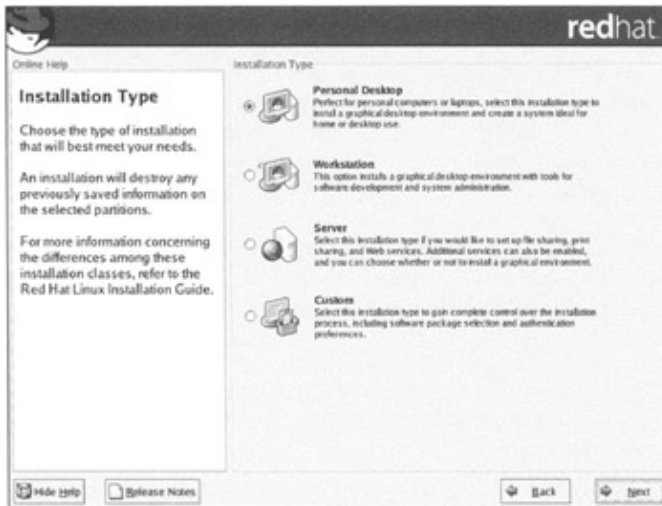 redhat.
Online Help
Installation Type
Choose the type of installation
that will best meet your needs.
An installation will destroy any
previously saved information on
the selected partitions.
For more information concerning
the differences among these
installation classes, refer to the
Red Hat Linux Installation Guide.
Installation Type
Personal Desktop
Perfect for personal computers or laptops, select this installation type to
install a graphical desktop environment and create a system ideal for
home or desktop use.
Workstation
This option installs a graphical desktop environment with tools for
software development and system administration.
Server
Select this installation type if you would like to set up file sharing, print
sharing, and Web services. Additional services can also be enabled,
and you can choose whether or not to install a graphical environment.
Custom
Select this installation type to gain complete control over the installation
process, including software package selection and authentication
preferences.
Hide Help
Release Notes
Back
Next